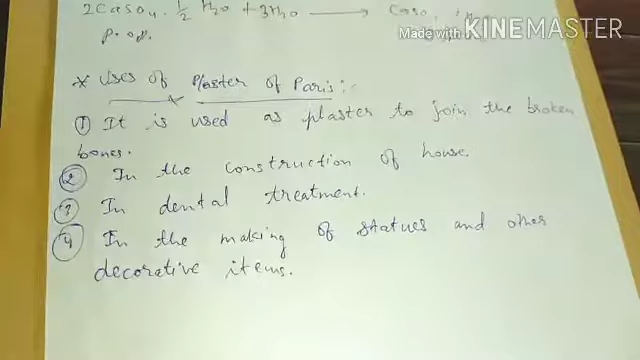 2CaSO4. 1/2 H2O + 3H2O ⟶ CaSO
P.O.P.
Made with KINEMASTER
* Uses of Plaster of Paris:-
① It is used as plaster to join the broken
bones.
② In the construction of house.
③ In dental treatment.
④ In the making of statues and other
decorative items.